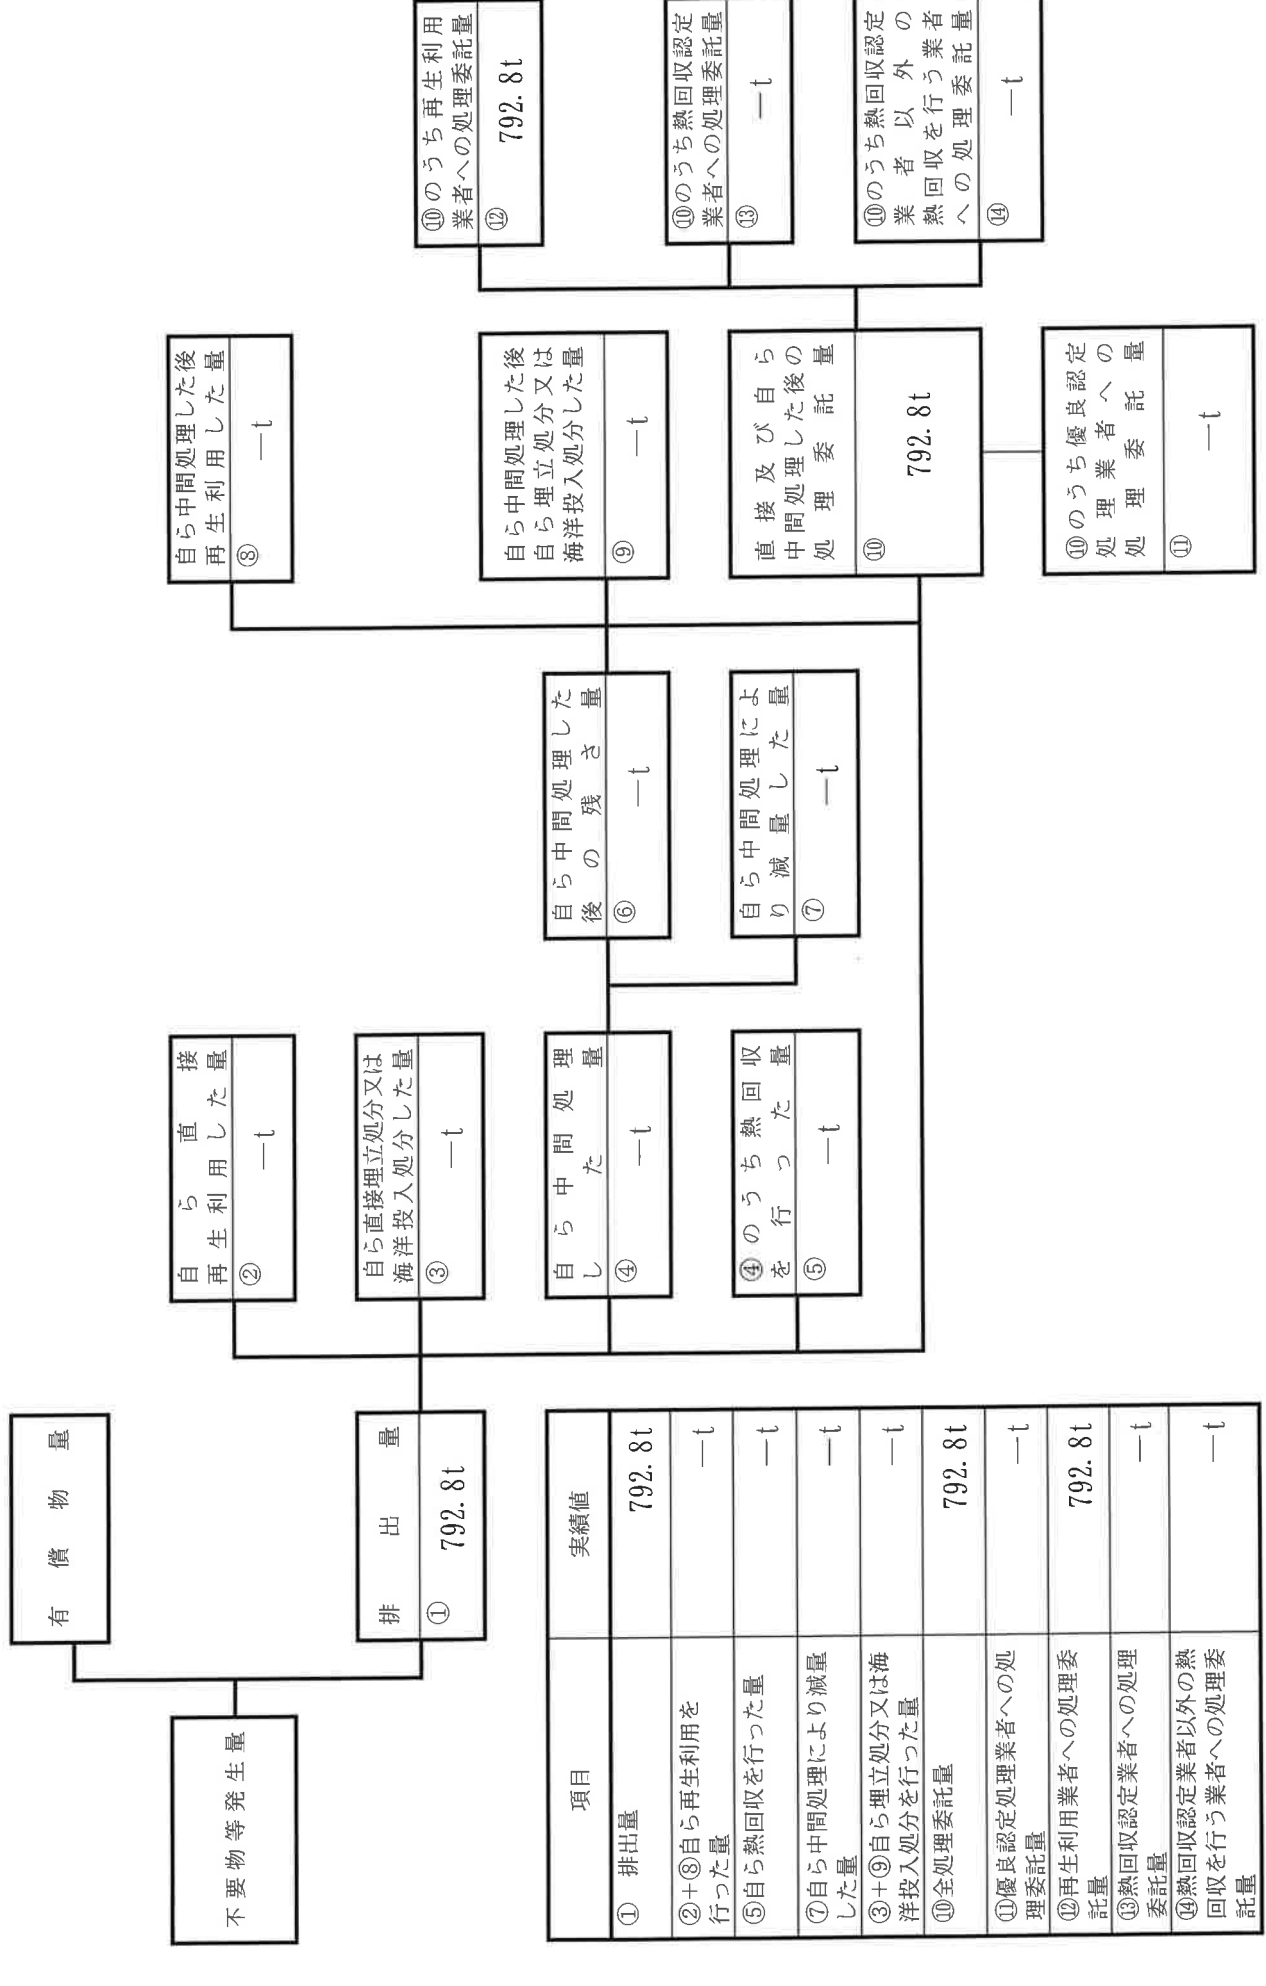 不要物等発生量
有償物量
排出量
①
792.8t
自ら直接
再生利用した量
②
―t
自ら直接埋立処分又は
海洋投入処分した量
③
―t
自ら中間処理
した量
④
―t
④のうち熱回収
を行った量
⑤
―t
自ら中間処理した
後の残さ量
⑥
―t
自ら中間処理によ
り減量した量
⑦
―t
自ら中間処理した後
再生利用した量
⑧
―t
自ら中間処理した後
自ら埋立処分又は
海洋投入処分した量
⑨
―t
直接及び自ら
中間処理した後の
処理委託量
⑩
792.8t
⑩のうち優良認定
処理業者への
処理委託量
⑪
―t
⑩のうち再生利用
業者への処理委託量
⑫
792.8t
⑩のうち熱回収認定
業者への処理委託量
⑬
―t
⑩のうち熱回収認定
業者以外の
熱回収を行う業者
への処理委託量
⑭
―t
項目 実績値
① 排出量 792.8t
②+⑧自ら再生利用を
行った量 ―t
⑤自ら熱回収を行った量 ―t
⑦自ら中間処理により減量
した量 ―t
③+⑨自ら埋立処分又は海
洋投入処分を行った量 ―t
⑩全処理委託量 792.8t
⑪優良認定処理業者への処
理委託量 ―t
⑫再生利用業者への処理委
託量 792.8t
⑬熱回収認定業者への処理
委託量 ―t
⑭熱回収認定業者以外の熱
回収を行う業者への処理委
託量 ―t